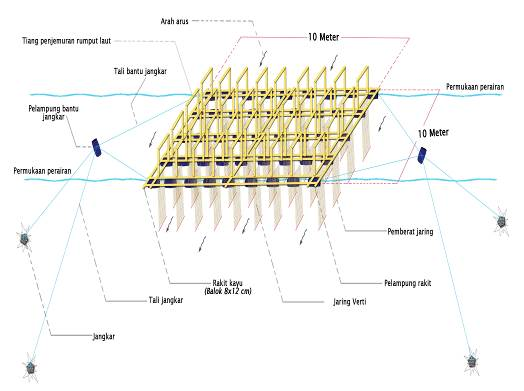 Arah arus
Tiang penjemuran rumput laut
10 Meter
Tali bantu jangkar
Permukaan perairan
Pelampung bantu
jangkar
10 Meter
Permukaan perairan
Pemberat jaring
Rakit kayu
(Balok 8x12 cm)
Pelampung rakit
Tali jangkar
Jaring Verti
Jangkar